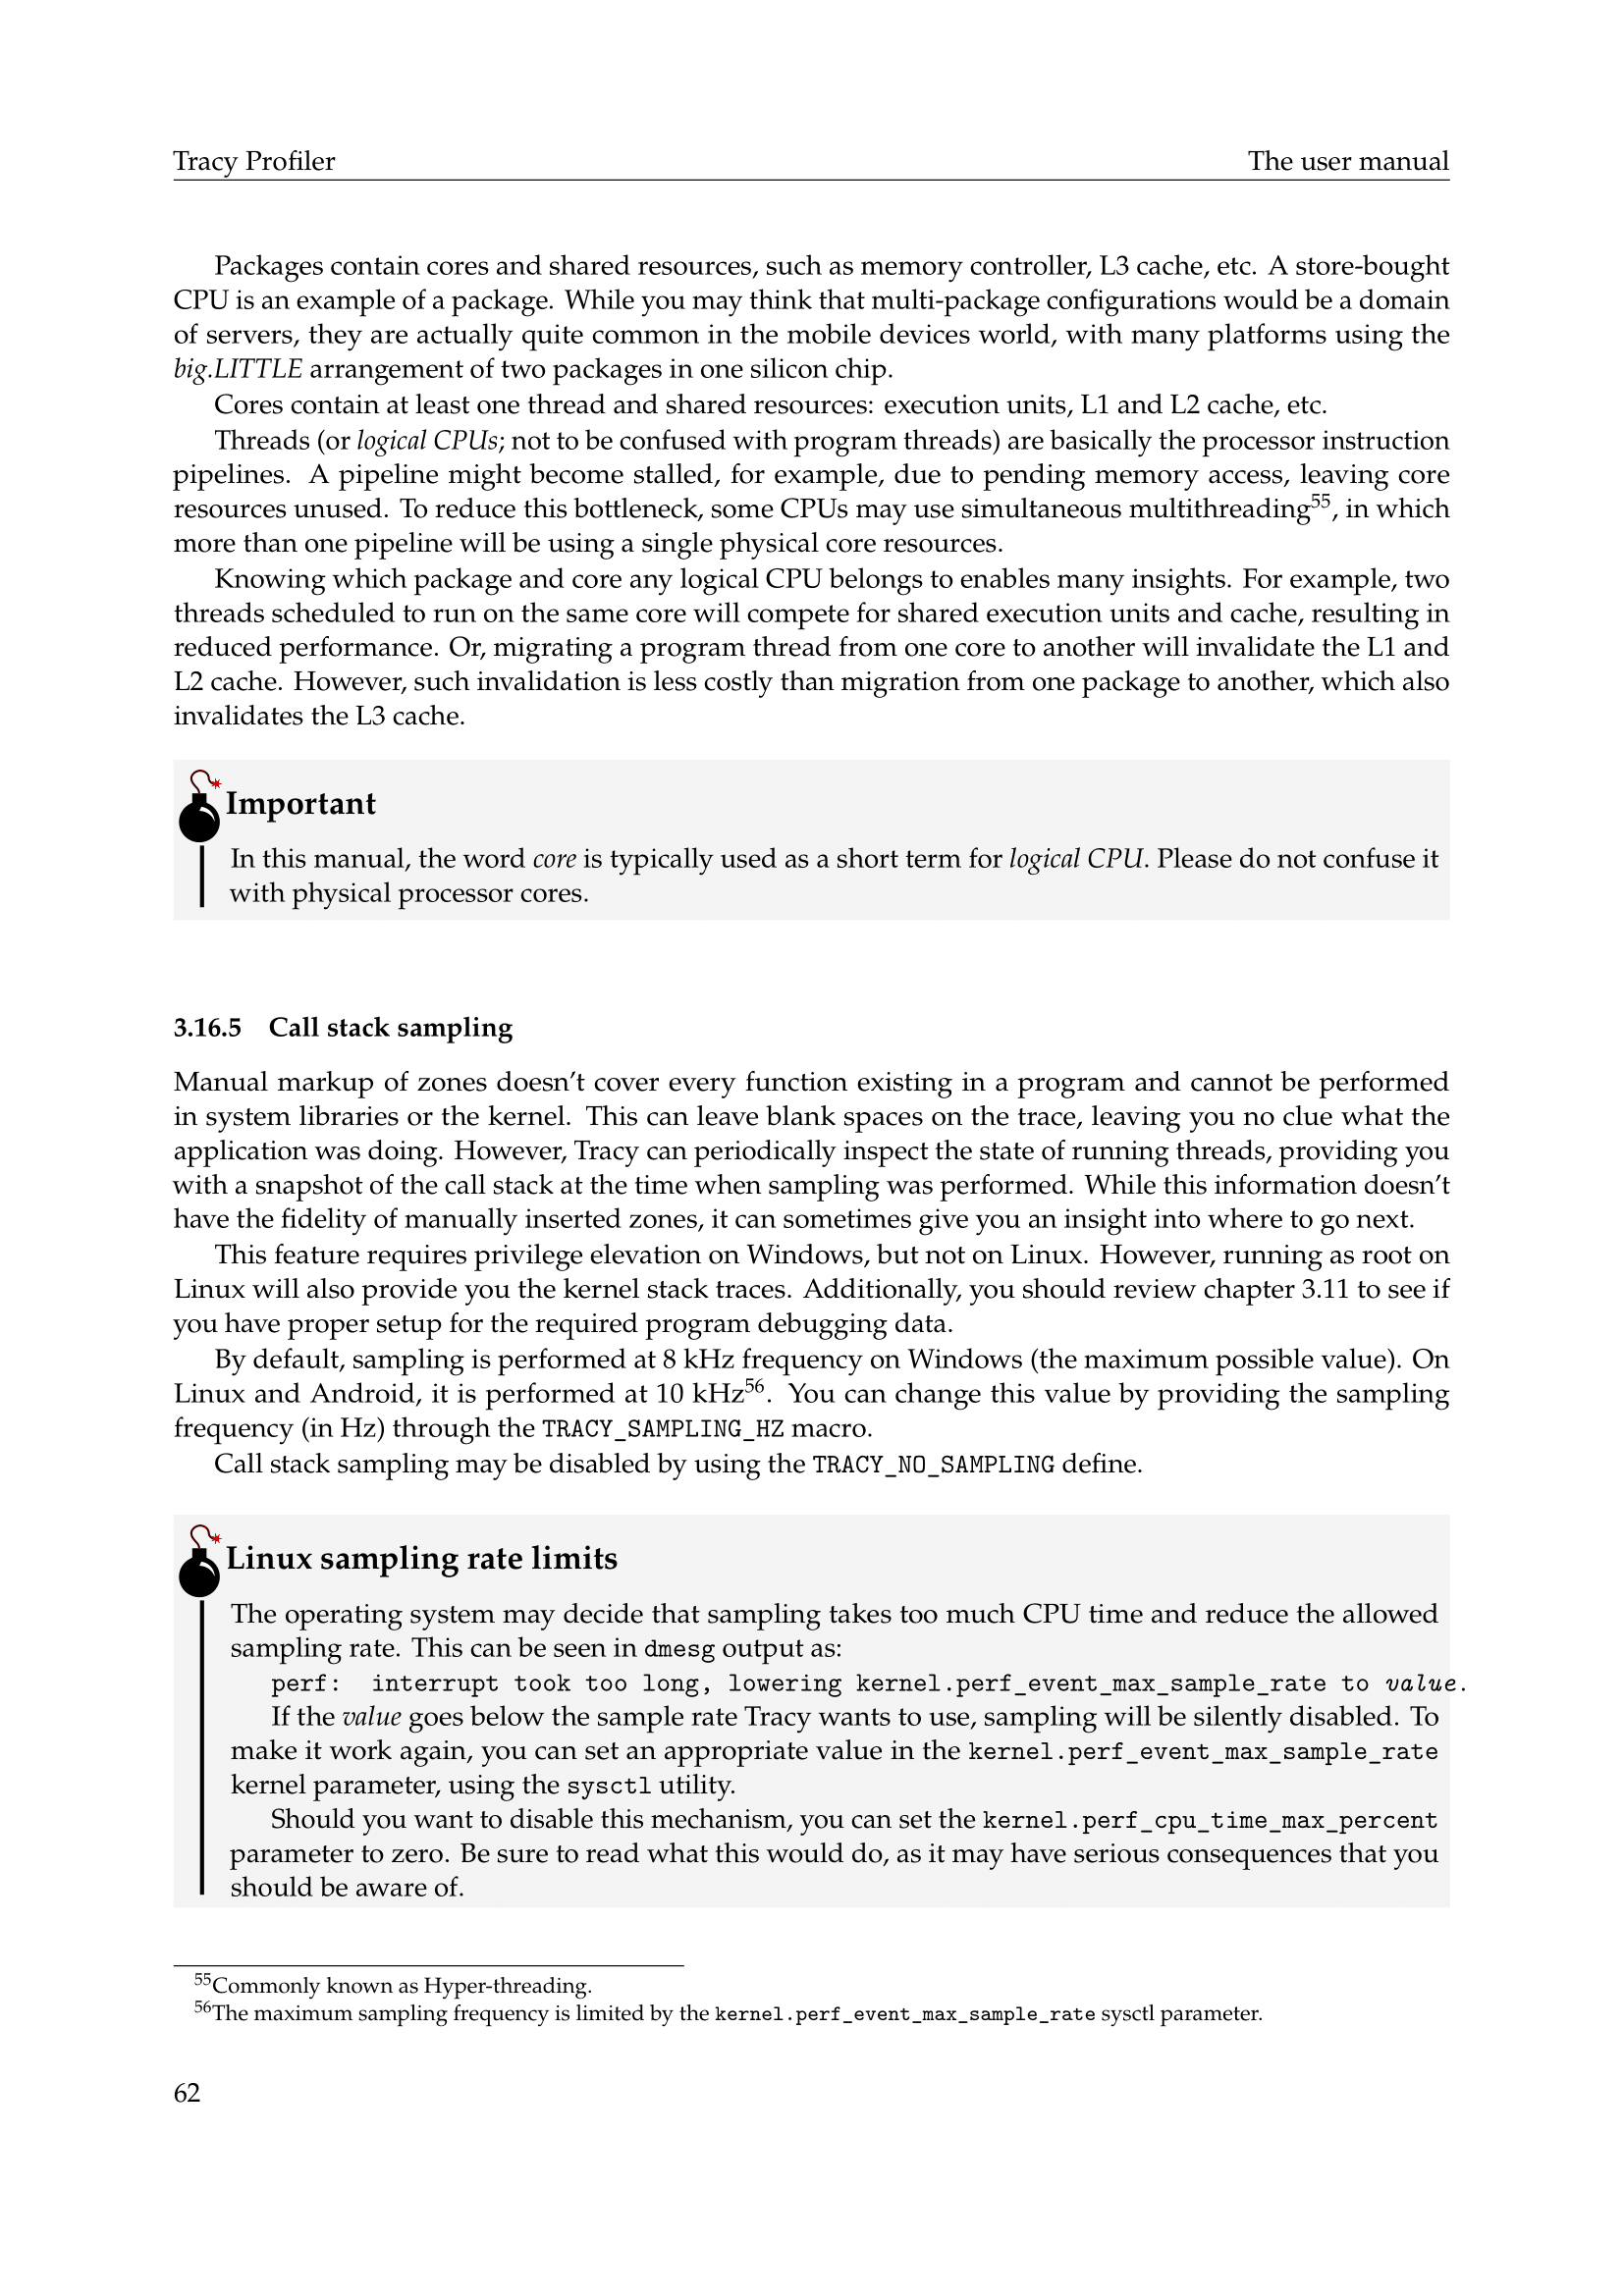 Tracy Profiler The user manual
Packages contain cores and shared resources, such as memory controller, L3 cache, etc. A store-bought
CPU is an example of a package. While you may think that multi-package configurations would be a domain
of servers, they are actually quite common in the mobile devices world, with many platforms using the
big.LITTLE arrangement of two packages in one silicon chip.
Cores contain at least one thread and shared resources: execution units, L1 and L2 cache, etc.
Threads (or logical CPUs; not to be confused with program threads) are basically the processor instruction
pipelines. A pipeline might become stalled, for example, due to pending memory access, leaving core
resources unused. To reduce this bottleneck, some CPUs may use simultaneous multithreading55, in which
more than one pipeline will be using a single physical core resources.
Knowing which package and core any logical CPU belongs to enables many insights. For example, two
threads scheduled to run on the same core will compete for shared execution units and cache, resulting in
reduced performance. Or, migrating a program thread from one core to another will invalidate the L1 and
L2 cache. However, such invalidation is less costly than migration from one package to another, which also
invalidates the L3 cache.
Important
In this manual, the word core is typically used as a short term for logical CPU. Please do not confuse it
with physical processor cores.
3.16.5 Call stack sampling
Manual markup of zones doesn't cover every function existing in a program and cannot be performed
in system libraries or the kernel. This can leave blank spaces on the trace, leaving you no clue what the
application was doing. However, Tracy can periodically inspect the state of running threads, providing you
with a snapshot of the call stack at the time when sampling was performed. While this information doesn't
have the fidelity of manually inserted zones, it can sometimes give you an insight into where to go next.
This feature requires privilege elevation on Windows, but not on Linux. However, running as root on
Linux will also provide you the kernel stack traces. Additionally, you should review chapter 3.11 to see if
you have proper setup for the required program debugging data.
By default, sampling is performed at 8 kHz frequency on Windows (the maximum possible value). On
Linux and Android, it is performed at 10 kHz56. You can change this value by providing the sampling
frequency (in Hz) through the TRACY_SAMPLING_HZ macro.
Call stack sampling may be disabled by using the TRACY_NO_SAMPLING define.
Linux sampling rate limits
The operating system may decide that sampling takes too much CPU time and reduce the allowed
sampling rate. This can be seen in dmesg output as:
perf: interrupt took too long, lowering kernel.perf_event_max_sample_rate to value.
If the value goes below the sample rate Tracy wants to use, sampling will be silently disabled. To
make it work again, you can set an appropriate value in the kernel.perf_event_max_sample_rate
kernel parameter, using the sysctl utility.
Should you want to disable this mechanism, you can set the kernel.perf_cpu_time_max_percent
parameter to zero. Be sure to read what this would do, as it may have serious consequences that you
should be aware of.
55Commonly known as Hyper-threading.
56The maximum sampling frequency is limited by the kernel.perf_event_max_sample_rate sysctl parameter.
62